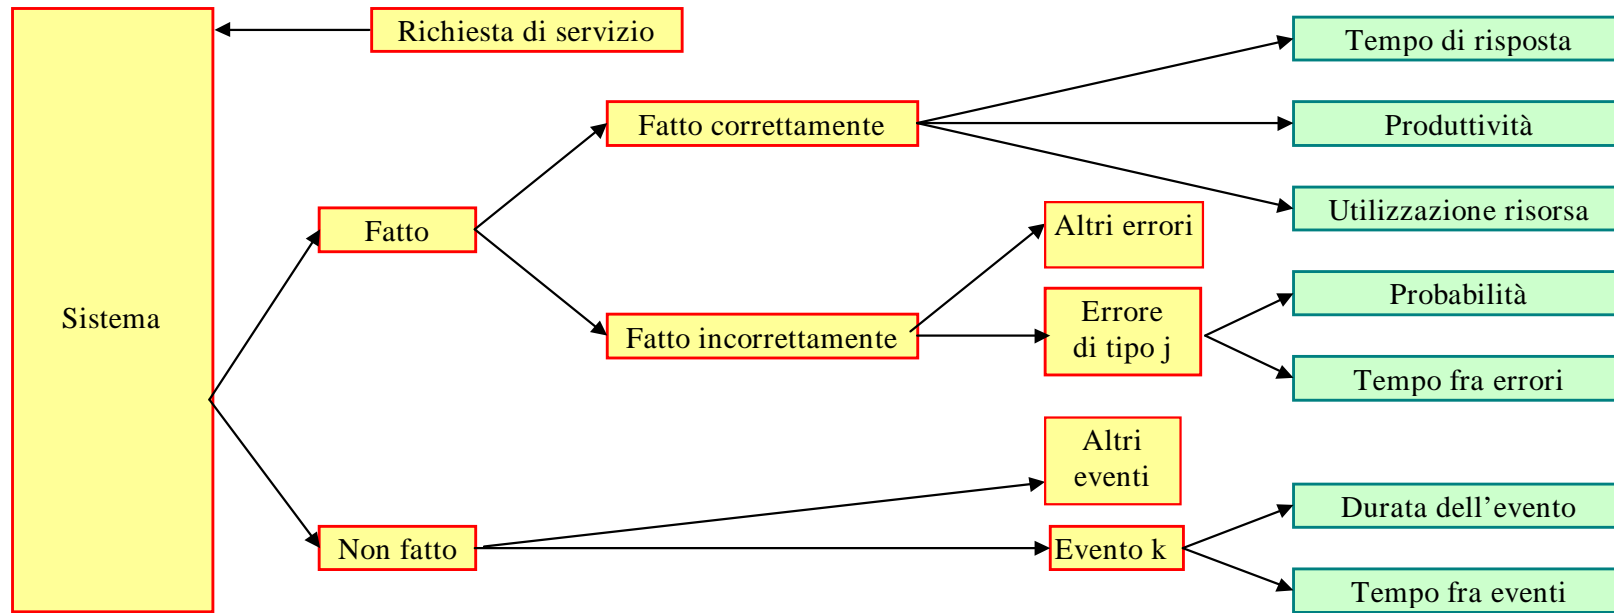 Richiesta di servizio
Tempo di risposta
Fatto correttamente
Produttività
Utilizzazione risorsa
Altri errori
Fatto
Probabilità
Errore
di tipo j
Sistema
Fatto incorrettamente
Tempo fra errori
Altri
eventi
Durata dell’evento
Non fatto
Evento k
Tempo fra eventi